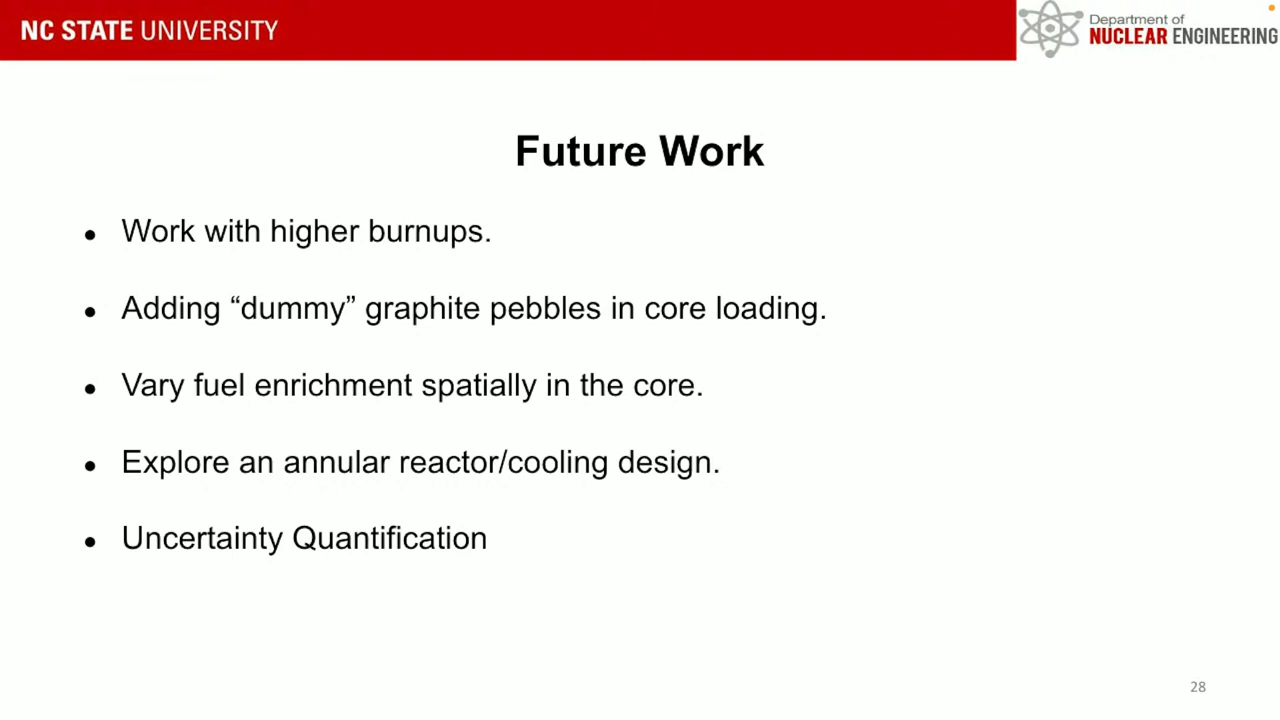 NC STATE UNIVERSITY
Department of
NUCLEAR ENGINEERING
Future Work
● Work with higher burnups.
● Adding “dummy” graphite pebbles in core loading.
● Vary fuel enrichment spatially in the core.
● Explore an annular reactor/cooling design.
● Uncertainty Quantification
28